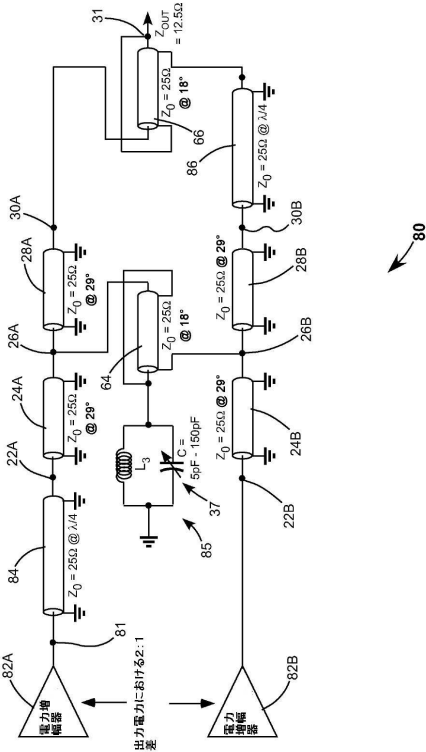 82A
電力増
幅器
81
84
Z0 = 25Ω @ λ/4
22A
24A
Z0 = 25Ω
@ 29°
26A
28A
Z0 = 25Ω
@ 29°
30A
31
ZOUT
= 12.5Ω
Z0 = 25Ω
@ 18°
66
出力電力における2:1
差
L3
C =
5pF - 150pF
37
85
64
Z0 = 25Ω
@ 18°
82B
電力
増幅
器
22B
Z0 = 25Ω @ 29°
24B
26B
Z0 = 25Ω @ 29°
28B
30B
86
Z0 = 25Ω @ λ/4
80